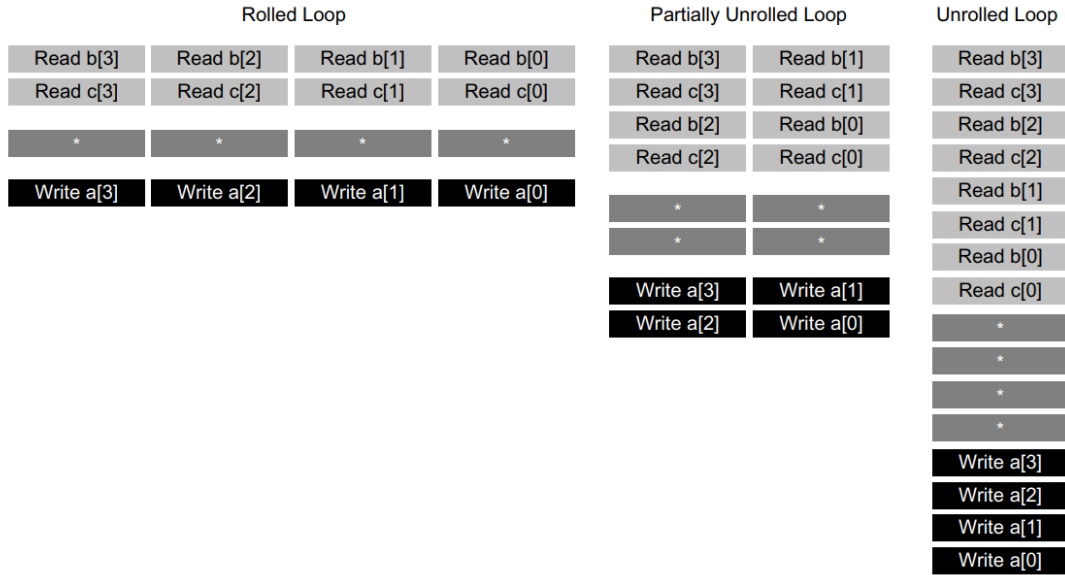 Rolled Loop
Read b[3] Read b[2] Read b[1] Read b[0]
Read c[3] Read c[2] Read c[1] Read c[0]
* * * *
Write a[3] Write a[2] Write a[1] Write a[0]
Partially Unrolled Loop
Read b[3] Read b[1]
Read c[3] Read c[1]
Read b[2] Read b[0]
Read c[2] Read c[0]
* *
* *
Write a[3] Write a[1]
Write a[2] Write a[0]
Unrolled Loop
Read b[3]
Read c[3]
Read b[2]
Read c[2]
Read b[1]
Read c[1]
Read b[0]
Read c[0]
*
*
*
*
Write a[3]
Write a[2]
Write a[1]
Write a[0]